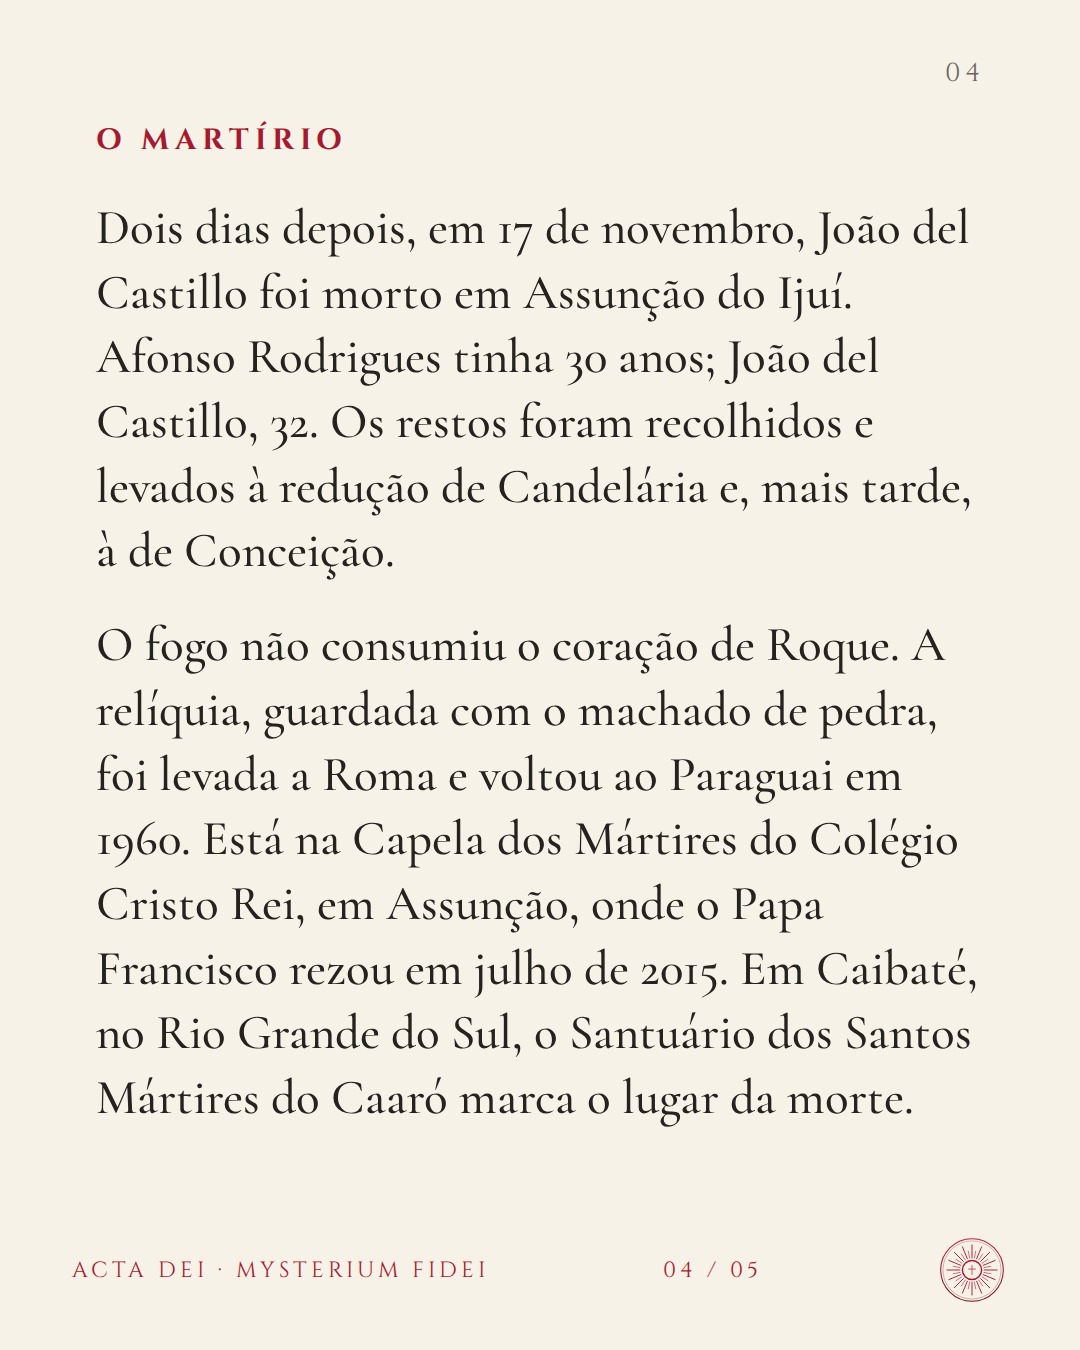 04
O MARTÍRIO
Dois dias depois, em 17 de novembro, João del
Castillo foi morto em Assunção do Ijuí.
Afonso Rodrigues tinha 30 anos; João del
Castillo, 32. Os restos foram recolhidos e
levados à redução de Candelária e, mais tarde,
à de Conceição.
O fogo não consumiu o coração de Roque. A
relíquia, guardada com o machado de pedra,
foi levada a Roma e voltou ao Paraguai em
1960. Está na Capela dos Mártires do Colégio
Cristo Rei, em Assunção, onde o Papa
Francisco rezou em julho de 2015. Em Caibaté,
no Rio Grande do Sul, o Santuário dos Santos
Mártires do Caaró marca o lugar da morte.
ACTA DEI · MYSTERIUM FIDEI
04 / 05